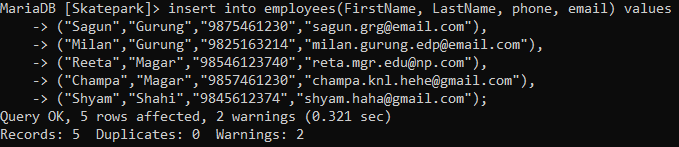 MariaDB [Skatepark]> insert into employees(FirstName, LastName, phone, email) values
-> ("Sagun","Gurung","9875461230","sagun.grg@email.com"),
-> ("Milan","Gurung","9825163214","milan.gurung.edp@email.com"),
-> ("Reeta","Magar","98546123740","reta.mgr.edu@np.com"),
-> ("Champa","Magar","9857461230","champa.knl.hehe@gmail.com"),
-> ("Shyam","Shahi","9845612374","shyam.haha@gmail.com");
Query OK, 5 rows affected, 2 warnings (0.321 sec)
Records: 5  Duplicates: 0  Warnings: 2